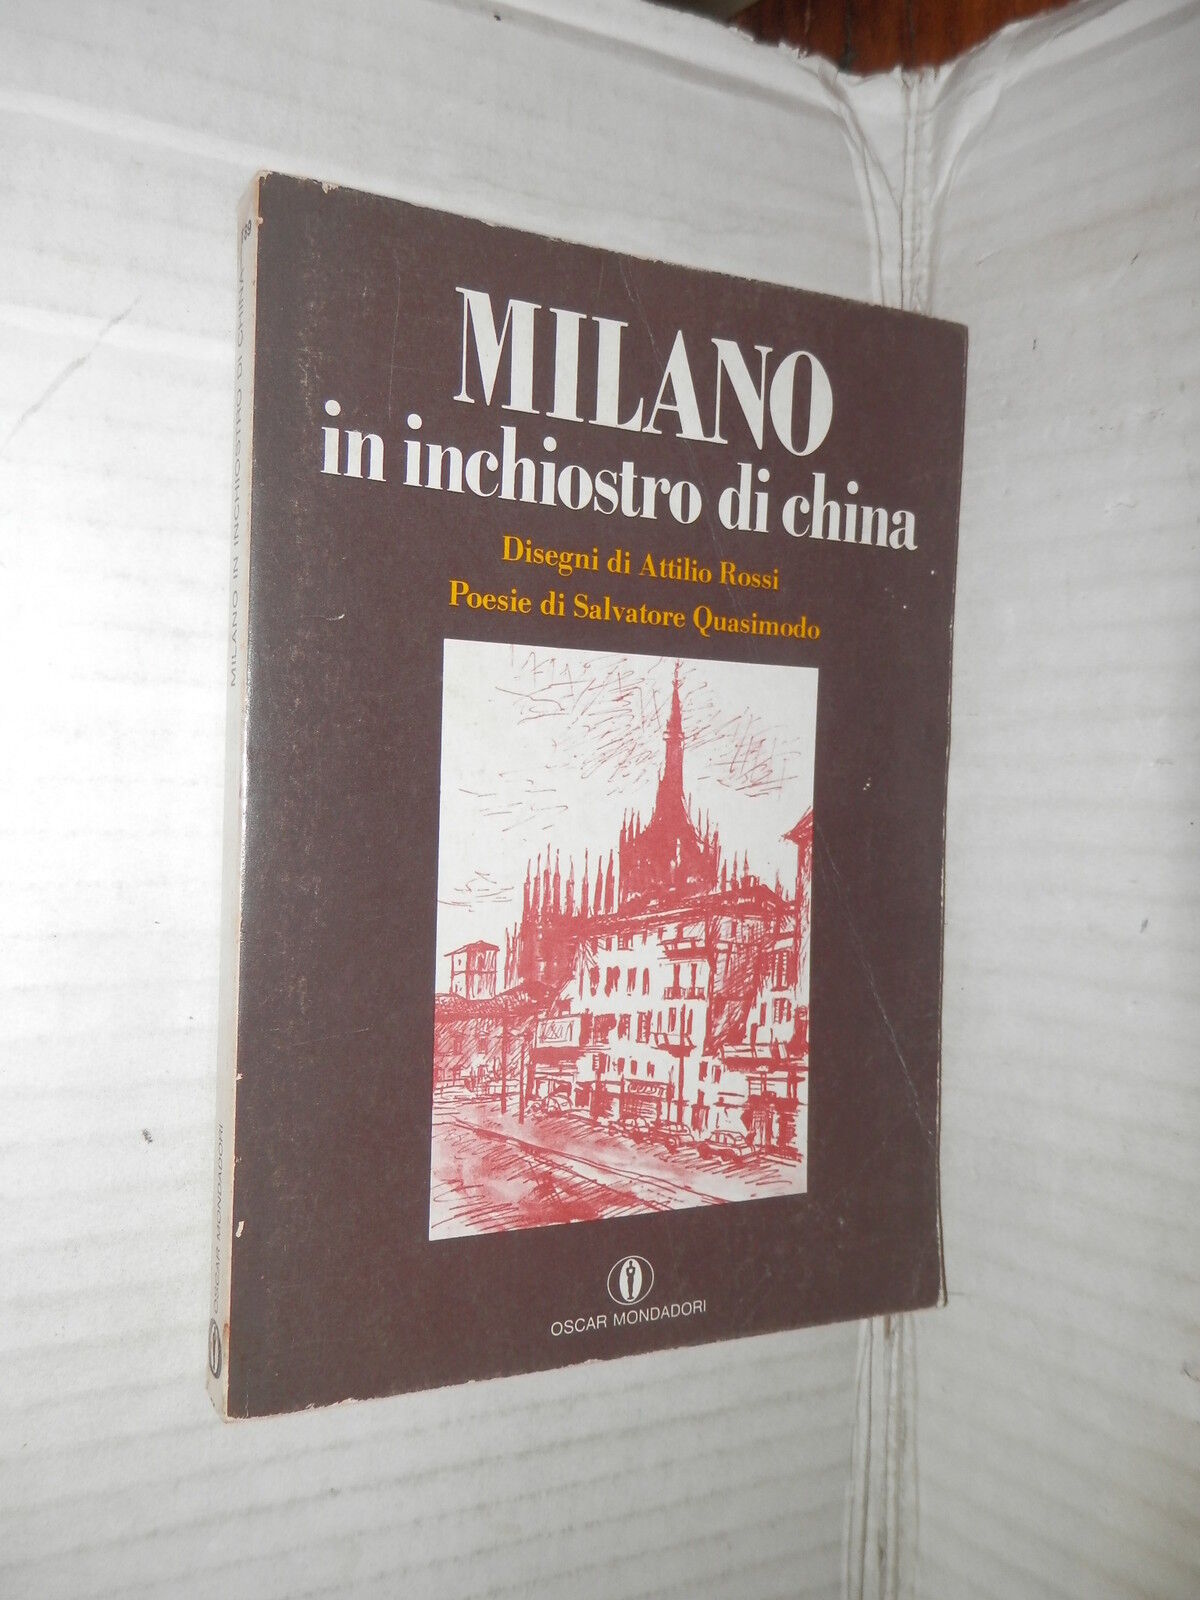 MILANO
in inchiostro di china
Disegni di Attilio Rossi
Poesie di Salvatore Quasimodo
OSCAR MONDADORI
MILANO IN INCHIOSTRO DI CHINA
OSCAR MONDADORI